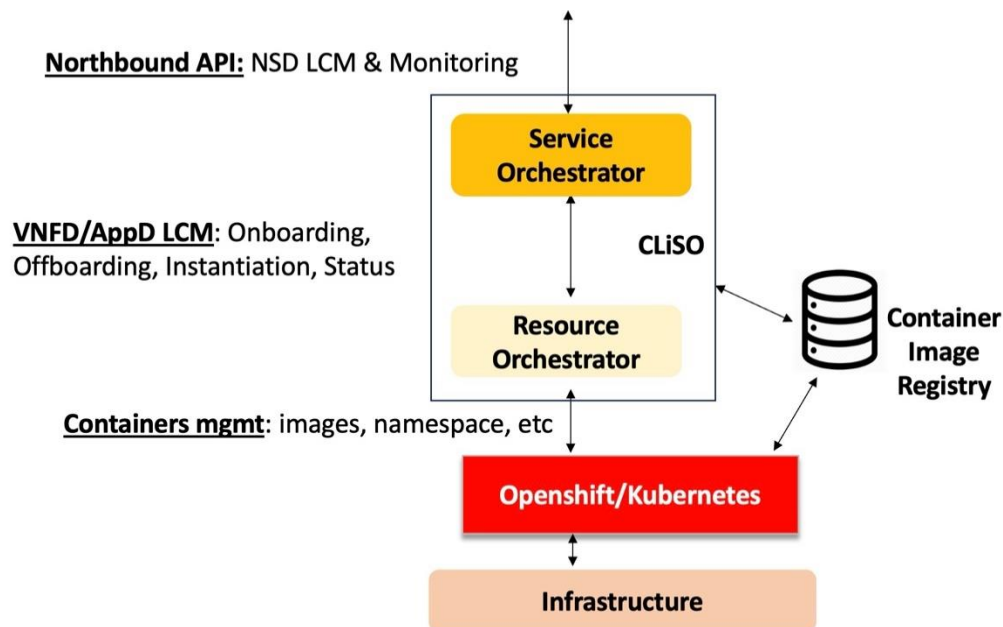 Northbound API: NSD LCM & Monitoring
Service
Orchestrator
VNFD/AppD LCM: Onboarding,
Offboarding, Instantiation, Status
CLiSO
Resource
Orchestrator
Container
Image
Registry
Containers mgmt: images, namespace, etc
Openshift/Kubernetes
Infrastructure